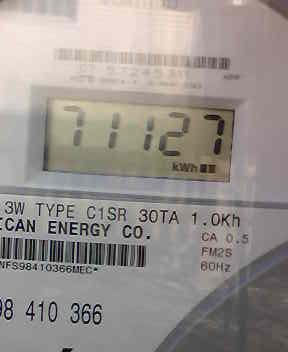 71127
kWh
3W TYPE C1SR 30TA 1.0Kh
ICAN ENERGY CO.
CA 0.5
FM2S
60Hz
NFS98410366MEC*
98 410 366